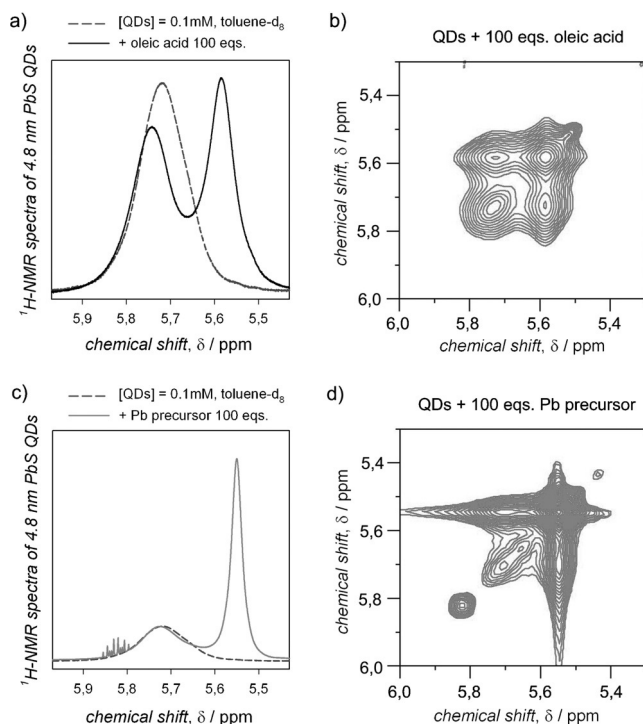 a)
[QDs] = 0.1mM, toluene-d8
+ oleic acid 100 eqs.
¹H-NMR spectra of 4.8 nm PbS QDs
5,9 5,8 5,7 5,6 5,5
chemical shift, δ / ppm
b)
QDs + 100 eqs. oleic acid
chemical shift, δ / ppm
5,4
5,6
5,8
6,0
6,0 5,8 5,6 5,4
chemical shift, δ / ppm
c)
[QDs] = 0.1mM, toluene-d8
+ Pb precursor 100 eqs.
¹H-NMR spectra of 4.8 nm PbS QDs
5,9 5,8 5,7 5,6 5,5
chemical shift, δ / ppm
d)
QDs + 100 eqs. Pb precursor
chemical shift, δ / ppm
5,4
5,6
5,8
6,0
6,0 5,8 5,6 5,4
chemical shift, δ / ppm